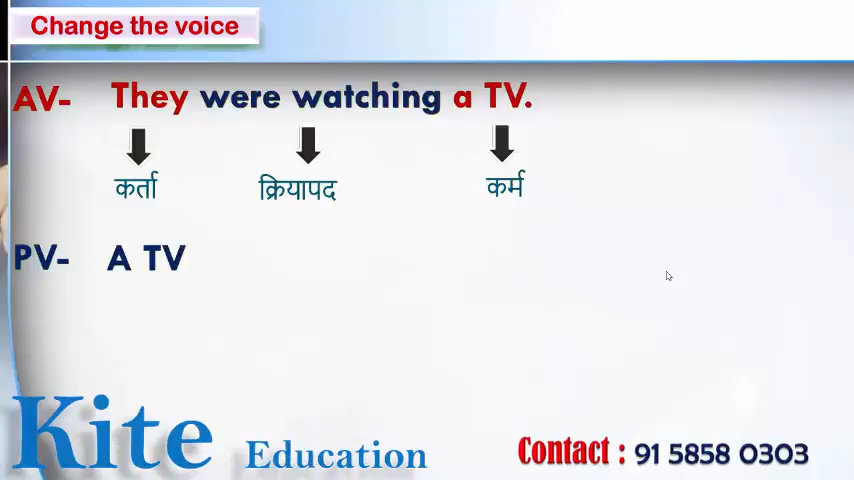 Change the voice
AV- They were watching a TV.
कर्ता क्रियापद कर्म
PV- A TV
Kite Education
Contact : 91 5858 0303